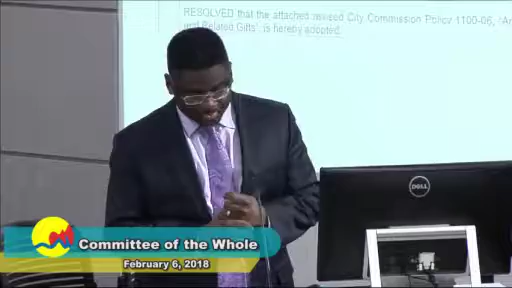 RESOLVED that the attached revised City Commission Policy 1100-06, "Ar
and Related Gifts", is hereby adopted.
DELL
Committee of the Whole
February 6, 2018